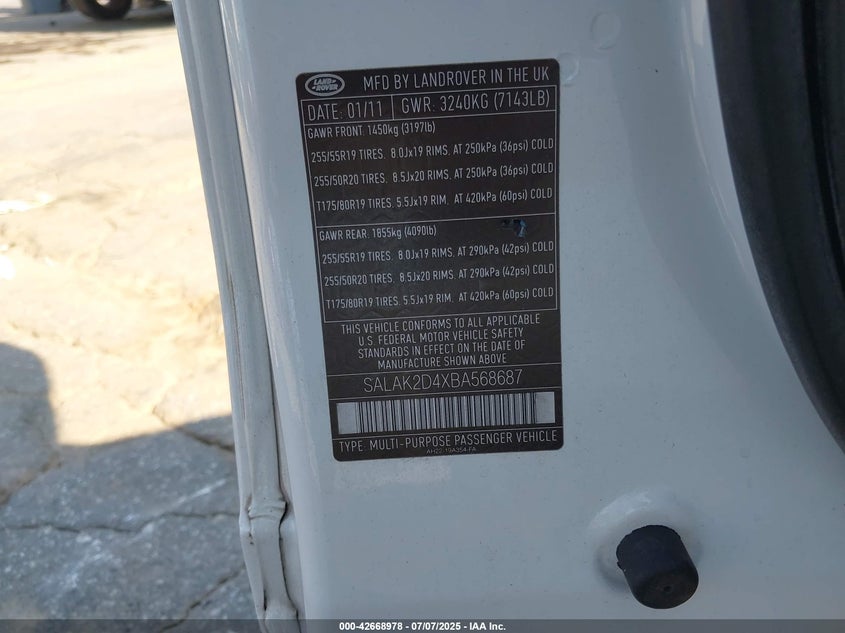 LAND ROVER
MFD BY LANDROVER IN THE UK
DATE: 01/11 GWR: 3240KG (7143LB)
GAWR FRONT: 1450kg (3197lb)
255/55R19 TIRES. 8.0Jx19 RIMS. AT 250kPa (36psi) COLD
255/50R20 TIRES. 8.5Jx20 RIMS. AT 250kPa (36psi) COLD
T175/80R19 TIRES. 5.5Jx19 RIM. AT 420kPa (60psi) COLD
GAWR REAR: 1855kg (4090lb)
255/55R19 TIRES. 8.0Jx19 RIMS. AT 290kPa (42psi) COLD
255/50R20 TIRES. 8.5Jx20 RIMS. AT 290kPa (42psi) COLD
T175/80R19 TIRES. 5.5Jx19 RIM. AT 420kPa (60psi) COLD
THIS VEHICLE CONFORMS TO ALL APPLICABLE
U.S. FEDERAL MOTOR VEHICLE SAFETY
STANDARDS IN EFFECT ON THE DATE OF
MANUFACTURE SHOWN ABOVE
SALAK2D4XBA568687
TYPE: MULTI-PURPOSE PASSENGER VEHICLE
AH22 19A354-FA
000-42668978 - 07/07/2025 - IAA Inc.